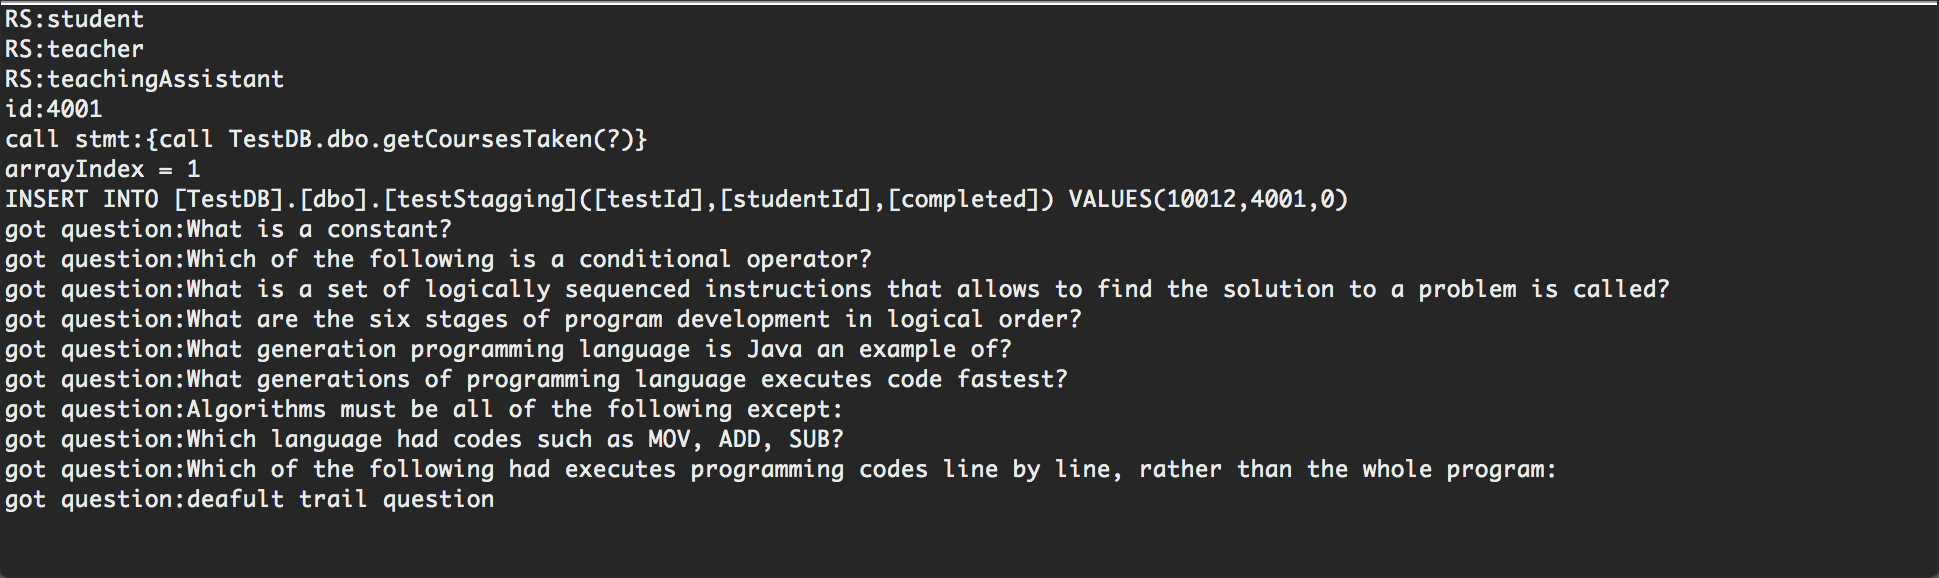 RS:student
RS:teacher
RS:teachingAssistant
id:4001
call stmt:{call TestDB.dbo.getCoursesTaken(?)}
arrayIndex = 1
INSERT INTO [TestDB].[dbo].[testStagging]([testId],[studentId],[completed]) VALUES(10012,4001,0)
got question:What is a constant?
got question:Which of the following is a conditional operator?
got question:What is a set of logically sequenced instructions that allows to find the solution to a problem is called?
got question:What are the six stages of program development in logical order?
got question:What generation programming language is Java an example of?
got question:What generations of programming language executes code fastest?
got question:Algorithms must be all of the following except:
got question:Which language had codes such as MOV, ADD, SUB?
got question:Which of the following had executes programming codes line by line, rather than the whole program:
got question:deafult trail question